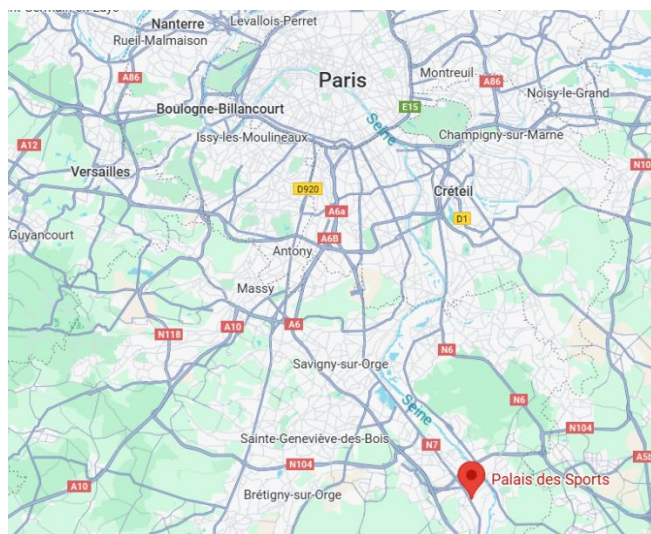 Nanterre
Levallois-Perret
Rueil-Malmaison
A86
Paris
Montreuil
A86
Noisy-le-Grand
Boulogne-Billancourt
E15
Seine
Issy-les-Moulineaux
Champigny-sur-Marne
A12
Versailles
N10
D920
Créteil
A6a
D1
Guyancourt
A6B
Antony
Massy
N118
A10
A6
N6
Savigny-sur-Orge
N6
Seine
Sainte-Geneviève-des-Bois
N7
N104
A5b
N104
A10
Brétigny-sur-Orge
Palais des Sports